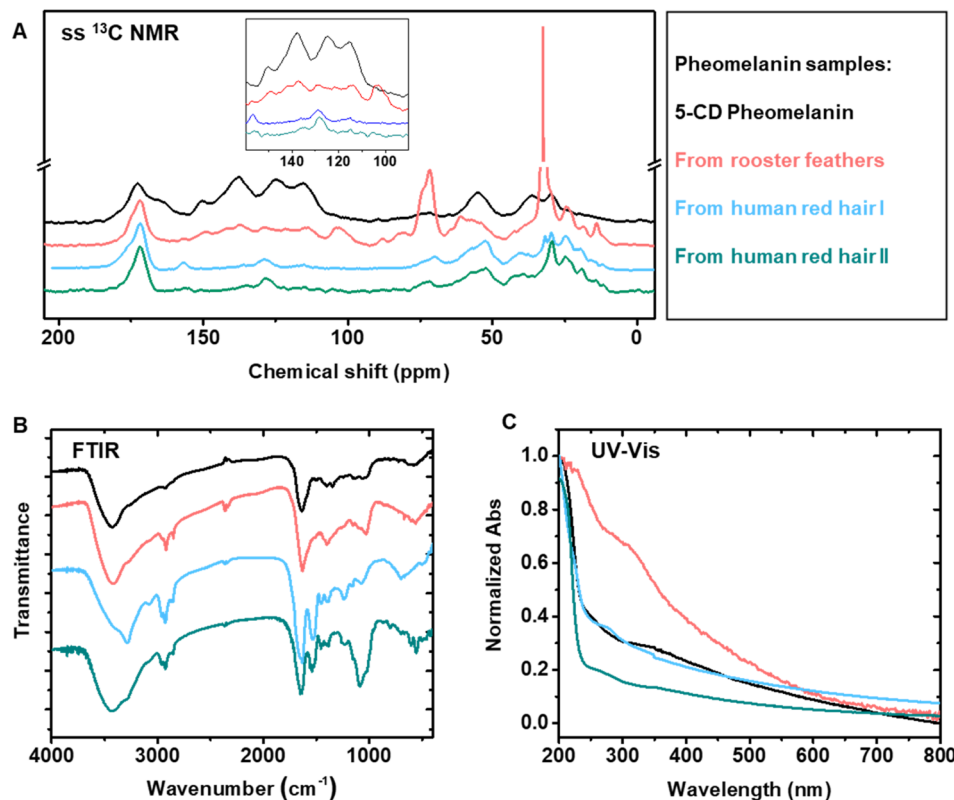 A
ss ¹³C NMR
140
120
100
200
150
100
50
0
Chemical shift (ppm)
Pheomelanin samples:
5-CD Pheomelanin
From rooster feathers
From human red hair I
From human red hair II
B
FTIR
Transmittance
4000
3000
2000
1000
Wavenumber (cm⁻¹)
C
UV-Vis
Normalized Abs
1.0
0.8
0.6
0.4
0.2
0.0
200
300
400
500
600
700
800
Wavelength (nm)